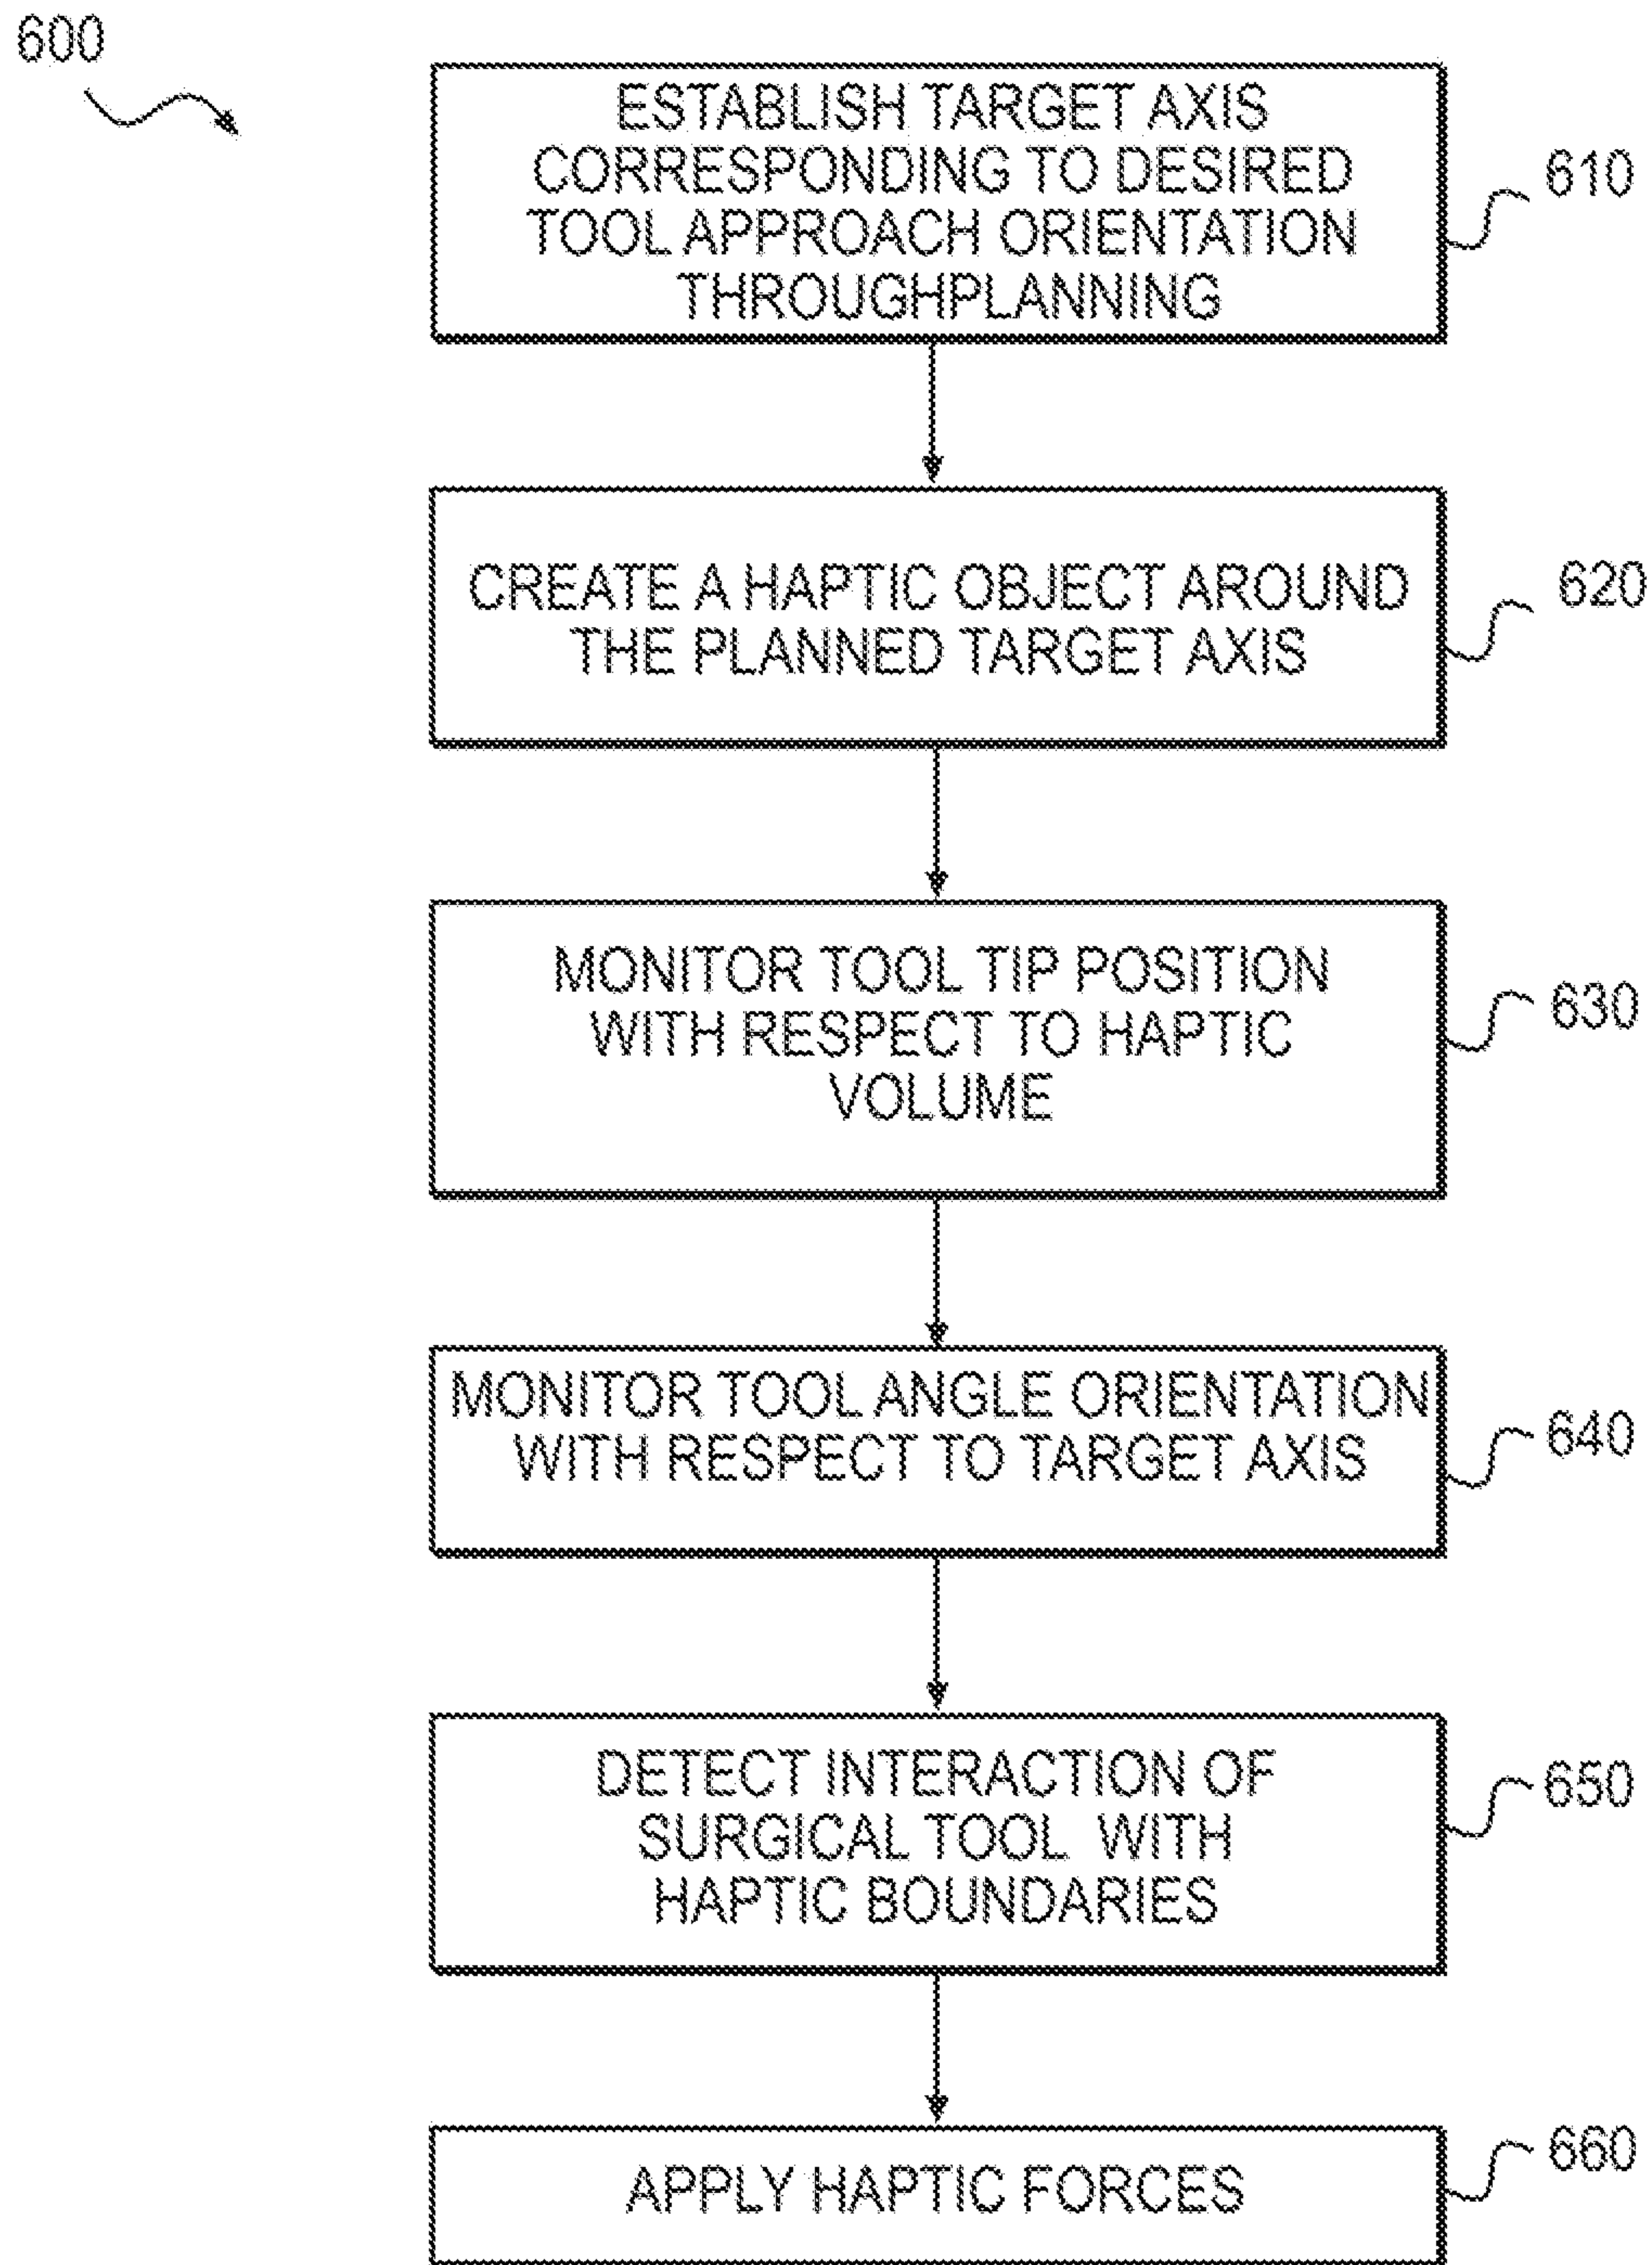 600
ESTABLISH TARGET AXIS
CORRESPONDING TO DESIRED
TOOL APPROACH ORIENTATION
THROUGHPLANNING
610
CREATE A HAPTIC OBJECT AROUND
THE PLANNED TARGET AXIS
620
MONITOR TOOL TIP POSITION
WITH RESPECT TO HAPTIC
VOLUME
630
MONITOR TOOL ANGLE ORIENTATION
WITH RESPECT TO TARGET AXIS
640
DETECT INTERACTION OF
SURGICAL TOOL WITH
HAPTIC BOUNDARIES
650
APPLY HAPTIC FORCES
660